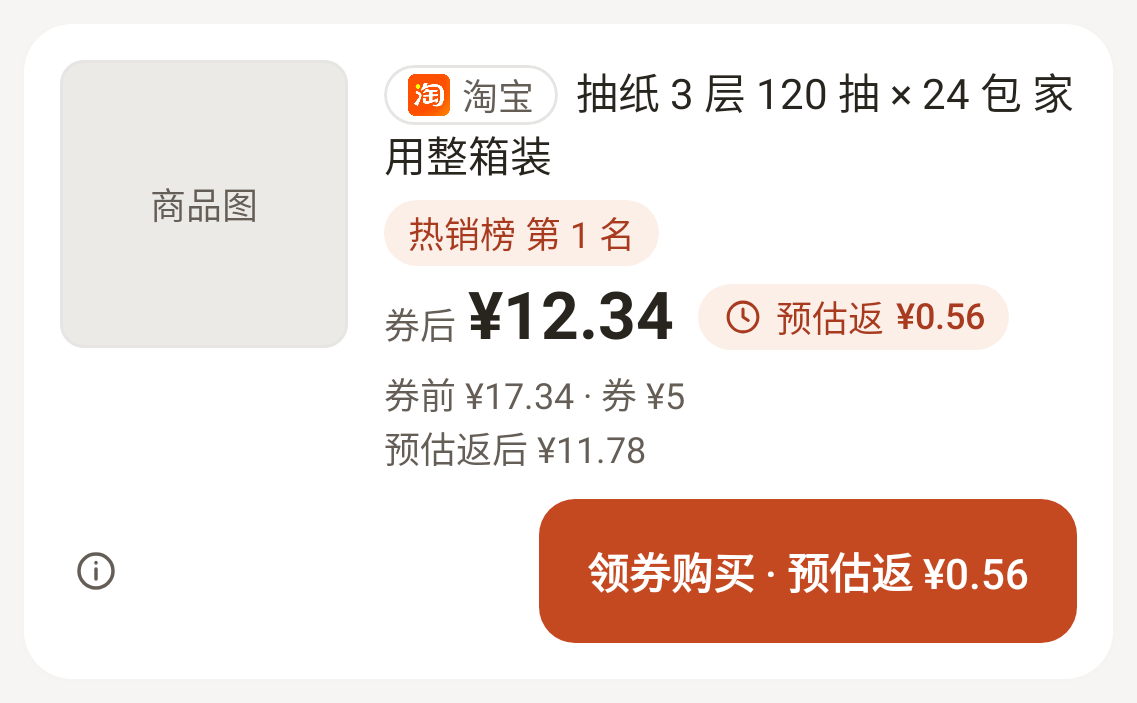 商品图
淘 淘宝 抽纸 3 层 120 抽 × 24 包 家
用整箱装
热销榜 第 1 名
券后 ¥12.34 预估返 ¥0.56
券前 ¥17.34 · 券 ¥5
预估返后 ¥11.78
领券购买 · 预估返 ¥0.56